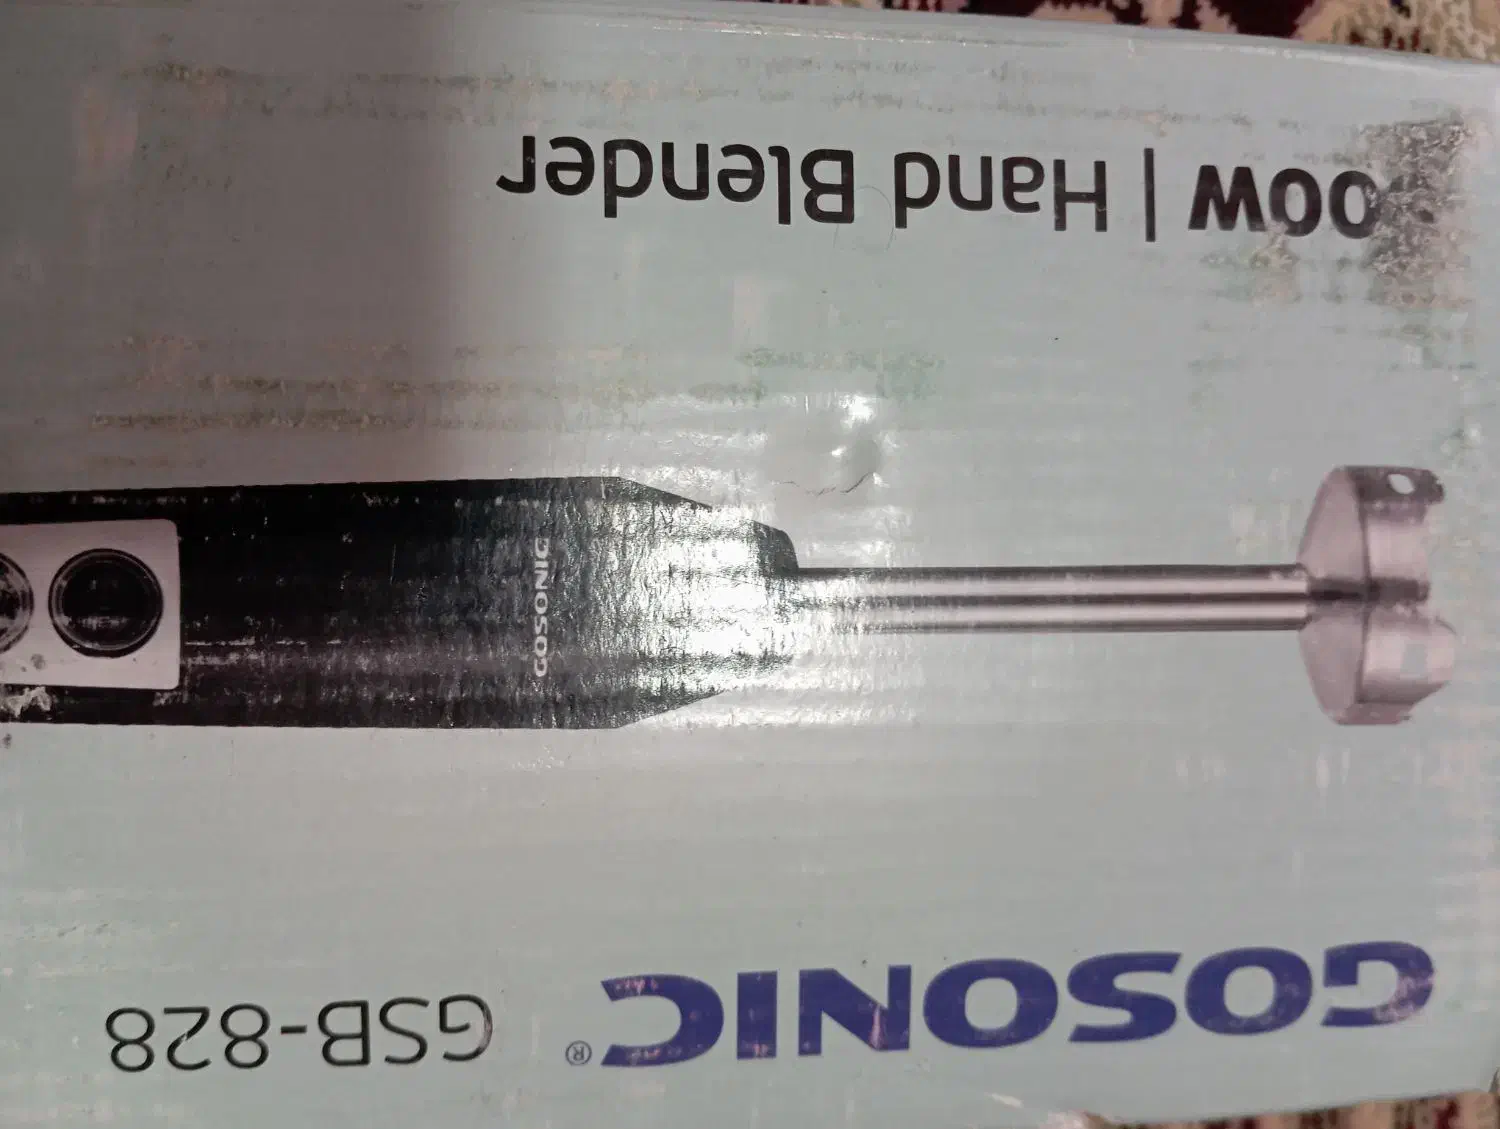 GOSONIC® GSB-828
GOSONIC
00w | Hand Blender